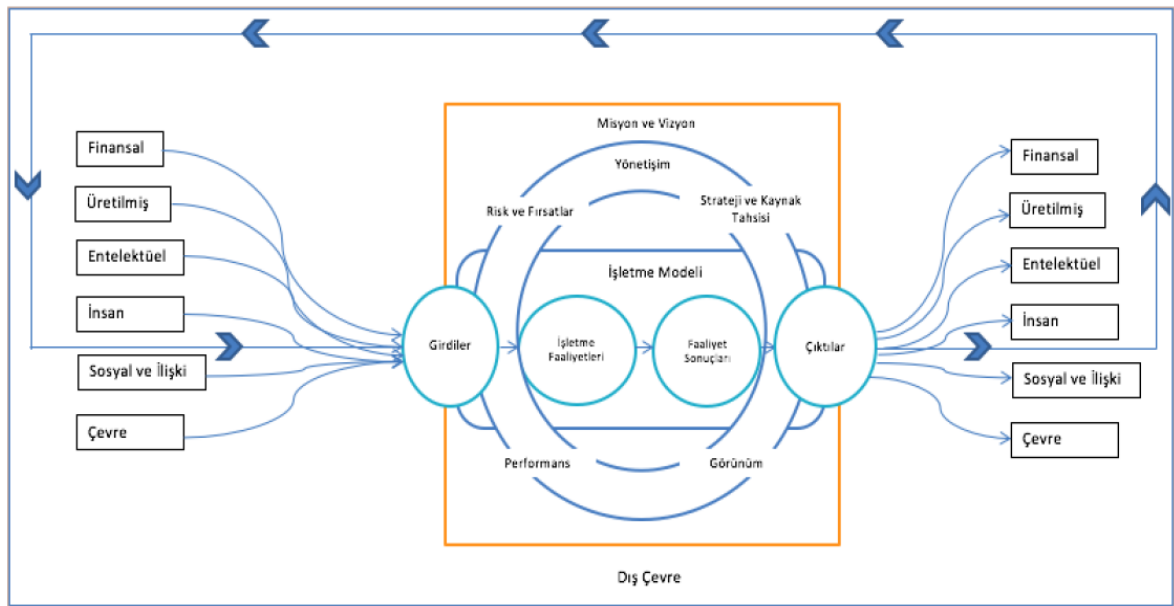 Finansal
Üretilmiş
Entelektüel
İnsan
Sosyal ve İlişki
Çevre
Misyon ve Vizyon
Yönetişim
Risk ve Fırsatlar
Strateji ve Kaynak
Tahsisi
İşletme Modeli
Girdiler
İşletme
Faaliyetleri
Faaliyet
Sonuçları
Çıktılar
Performans
Görünüm
Finansal
Üretilmiş
Entelektüel
İnsan
Sosyal ve İlişki
Çevre
Dış Çevre